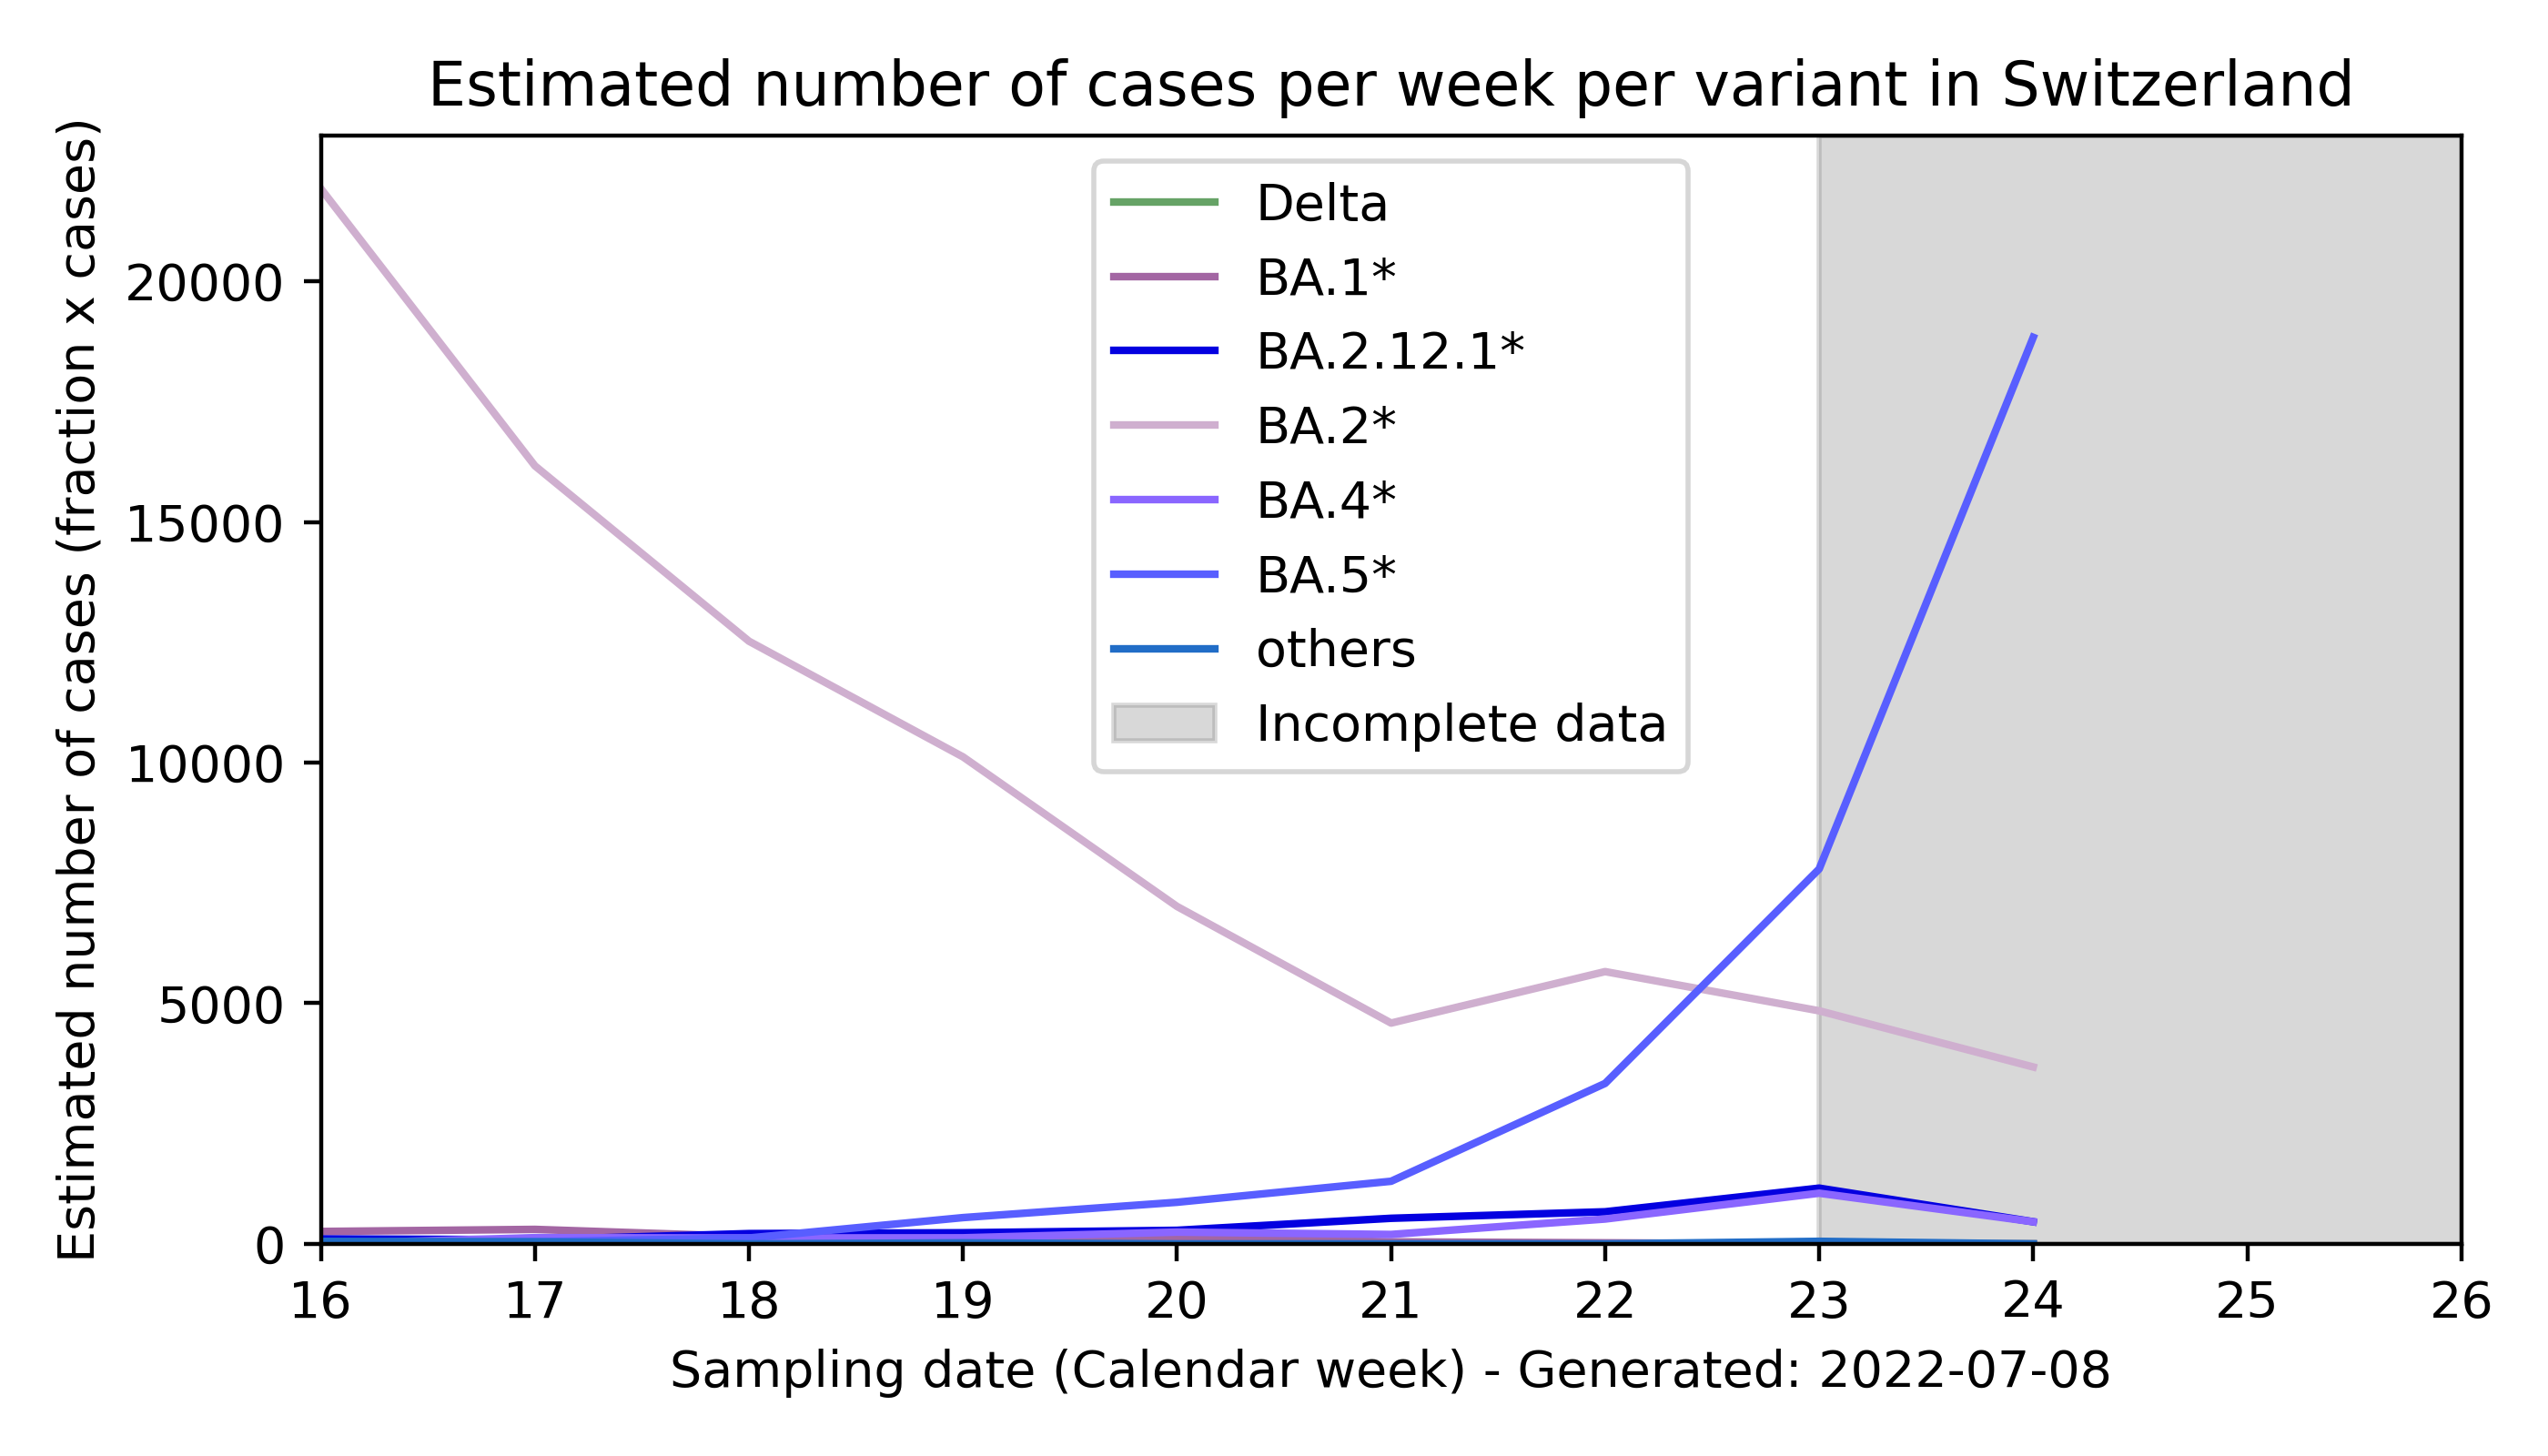 Estimated number of cases per week per variant in Switzerland
Estimated number of cases (fraction x cases)
20000
15000
10000
5000
0
Delta
BA.1*
BA.2.12.1*
BA.2*
BA.4*
BA.5*
others
Incomplete data
16 17 18 19 20 21 22 23 24 25 26
Sampling date (Calendar week) - Generated: 2022-07-08